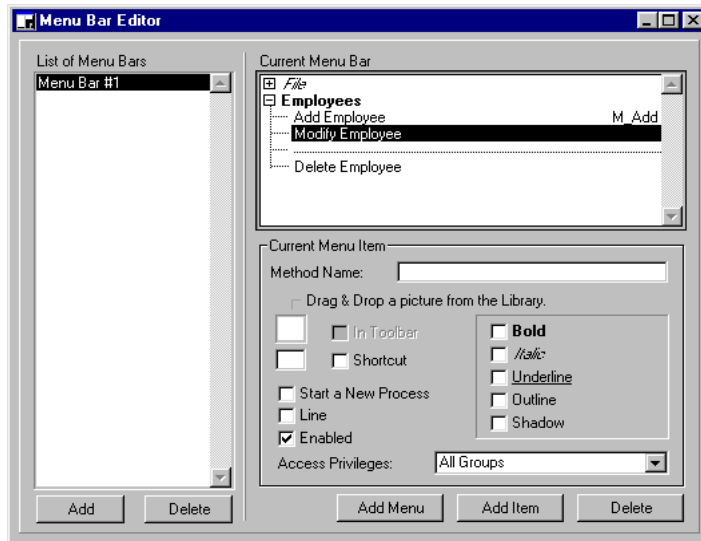 Menu Bar Editor
List of Menu Bars
Menu Bar #1
Add
Delete
Current Menu Bar
File
Employees
Add Employee M_Add
Modify Employee
Delete Employee
Current Menu Item
Method Name:
Drag & Drop a picture from the Library.
In Toolbar
Shortcut
Start a New Process
Line
Enabled
Bold
Italic
Underline
Outline
Shadow
Access Privileges: All Groups
Add Menu
Add Item
Delete